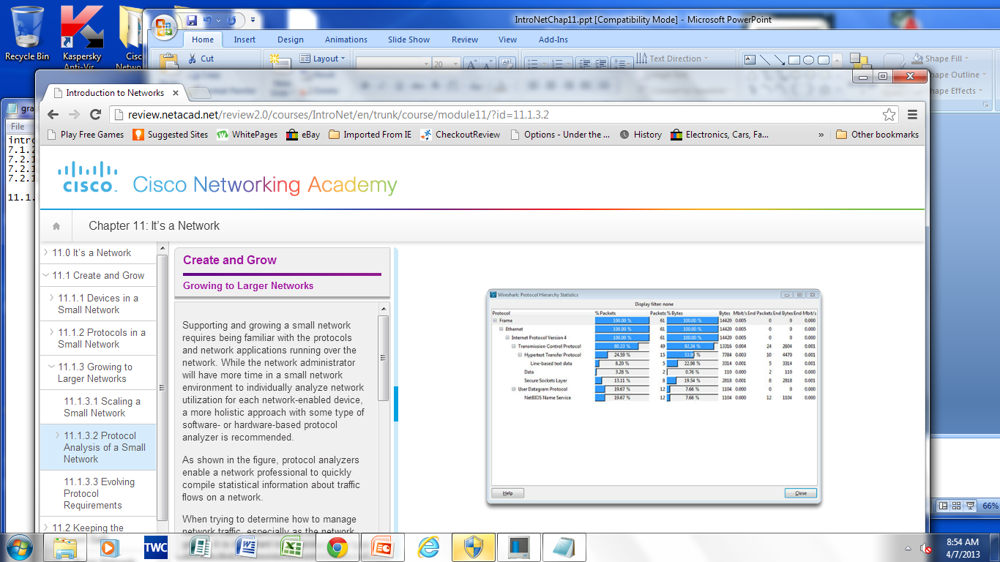 IntroNetChap11.ppt [Compatibility Mode] - Microsoft PowerPoint
Home Insert Design Animations Slide Show Review View Add-Ins
Cut
Layout
20
Text Direction
Shape Fill
Shape Outline
Shape Effects
Recycle Bin
Kaspersky
Anti-Vir...
Cisc
Netwo
gra
File
intro
7.1.2
7.2.1
7.2.1
7.2.1
11.1.
Introduction to Networks
review.netacad.net/review2.0/courses/IntroNet/en/trunk/course/module11/?id=11.1.3.2
Play Free Games Suggested Sites WhitePages eBay Imported From IE CheckoutReview Options - Under the ... History Electronics, Cars, Fa... » Other bookmarks
CISCO. Cisco Networking Academy
Chapter 11: It's a Network
11.0 It's a Network
11.1 Create and Grow
11.1.1 Devices in a
Small Network
11.1.2 Protocols in a
Small Network
11.1.3 Growing to
Larger Networks
11.1.3.1 Scaling a
Small Network
11.1.3.2 Protocol
Analysis of a Small
Network
11.1.3.3 Evolving
Protocol
Requirements
11.2 Keeping the
Create and Grow
Growing to Larger Networks
Supporting and growing a small network
requires being familiar with the protocols
and network applications running over the
network. While the network administrator
will have more time in a small network
environment to individually analyze network
utilization for each network-enabled device,
a more holistic approach with some type of
software- or hardware-based protocol
analyzer is recommended.
As shown in the figure, protocol analyzers
enable a network professional to quickly
compile statistical information about traffic
flows on a network.
When trying to determine how to manage
network traffic, especially as the network
Wireshark: Protocol Hierarchy Statistics
Display filter: none
Protocol % Packets Packets % Bytes Bytes Mbit/s End Packets End Bytes End Mbit/s
Frame 100.00 % 61 100.00 % 14420 0.005 0 0 0.000
Ethernet 100.00 % 61 100.00 % 14420 0.005 0 0 0.000
Internet Protocol Version 4 100.00 % 61 100.00 % 14420 0.005 0 0 0.000
Transmission Control Protocol 80.33 % 49 92.34 % 13316 0.004 24 2604 0.001
Hypertext Transfer Protocol 24.59 % 15 53.98 % 7784 0.003 10 4470 0.001
Line-based text data 8.20 % 5 22.98 % 3314 0.001 5 3314 0.001
Data 3.28 % 2 0.76 % 110 0.000 2 110 0.000
Secure Sockets Layer 13.11 % 8 19.54 % 2818 0.001 8 2818 0.001
User Datagram Protocol 19.67 % 12 7.66 % 1104 0.000 0 0 0.000
NetBIOS Name Service 19.67 % 12 7.66 % 1104 0.000 12 1104 0.000
Help Close
66%
TWC
8:54 AM
4/7/2013